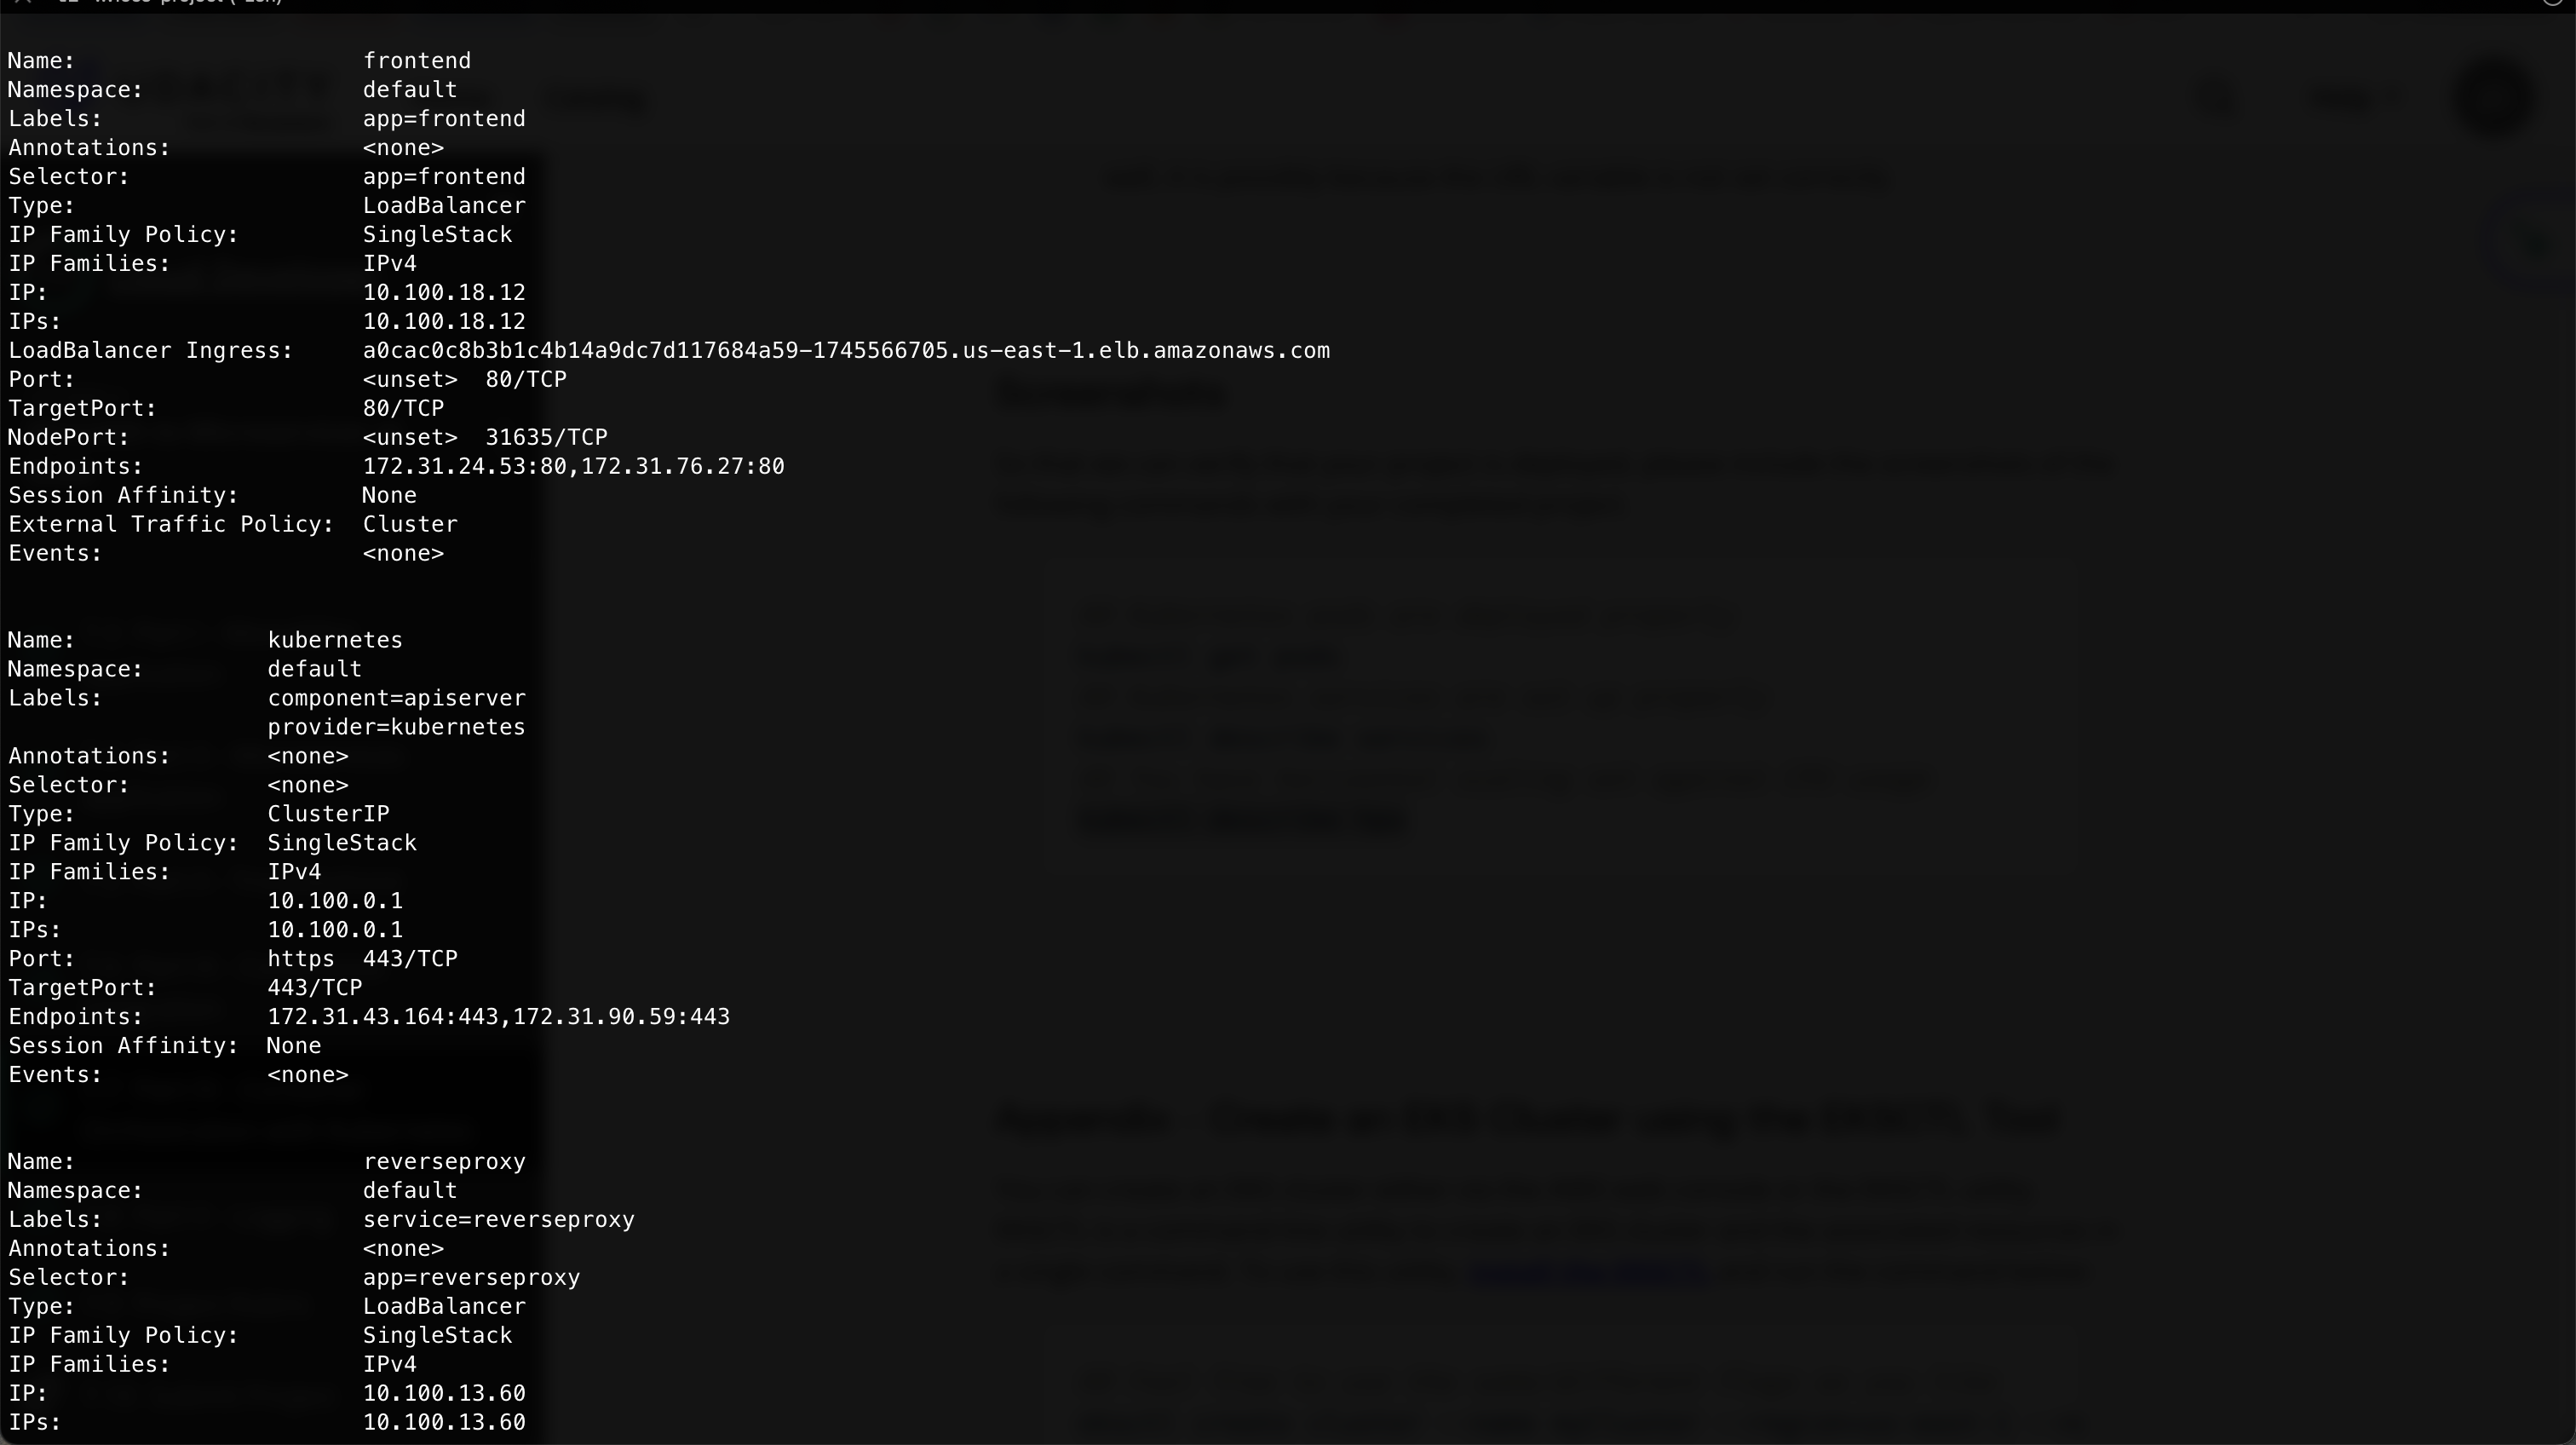 Name:                     frontend
Namespace:                default
Labels:                   app=frontend
Annotations:              <none>
Selector:                 app=frontend
Type:                     LoadBalancer
IP Family Policy:         SingleStack
IP Families:              IPv4
IP:                       10.100.18.12
IPs:                      10.100.18.12
LoadBalancer Ingress:     a0cac0c8b3b1c4b14a9dc7d117684a59-1745566705.us-east-1.elb.amazonaws.com
Port:                     <unset>  80/TCP
TargetPort:               80/TCP
NodePort:                 <unset>  31635/TCP
Endpoints:                172.31.24.53:80,172.31.76.27:80
Session Affinity:         None
External Traffic Policy:  Cluster
Events:                   <none>
Name:              kubernetes
Namespace:         default
Labels:            component=apiserver
                   provider=kubernetes
Annotations:       <none>
Selector:          <none>
Type:              ClusterIP
IP Family Policy:  SingleStack
IP Families:       IPv4
IP:                10.100.0.1
IPs:               10.100.0.1
Port:              https  443/TCP
TargetPort:        443/TCP
Endpoints:         172.31.43.164:443,172.31.90.59:443
Session Affinity:  None
Events:            <none>
Name:                     reverseproxy
Namespace:                default
Labels:                   service=reverseproxy
Annotations:              <none>
Selector:                 app=reverseproxy
Type:                     LoadBalancer
IP Family Policy:         SingleStack
IP Families:              IPv4
IP:                       10.100.13.60
IPs:                      10.100.13.60